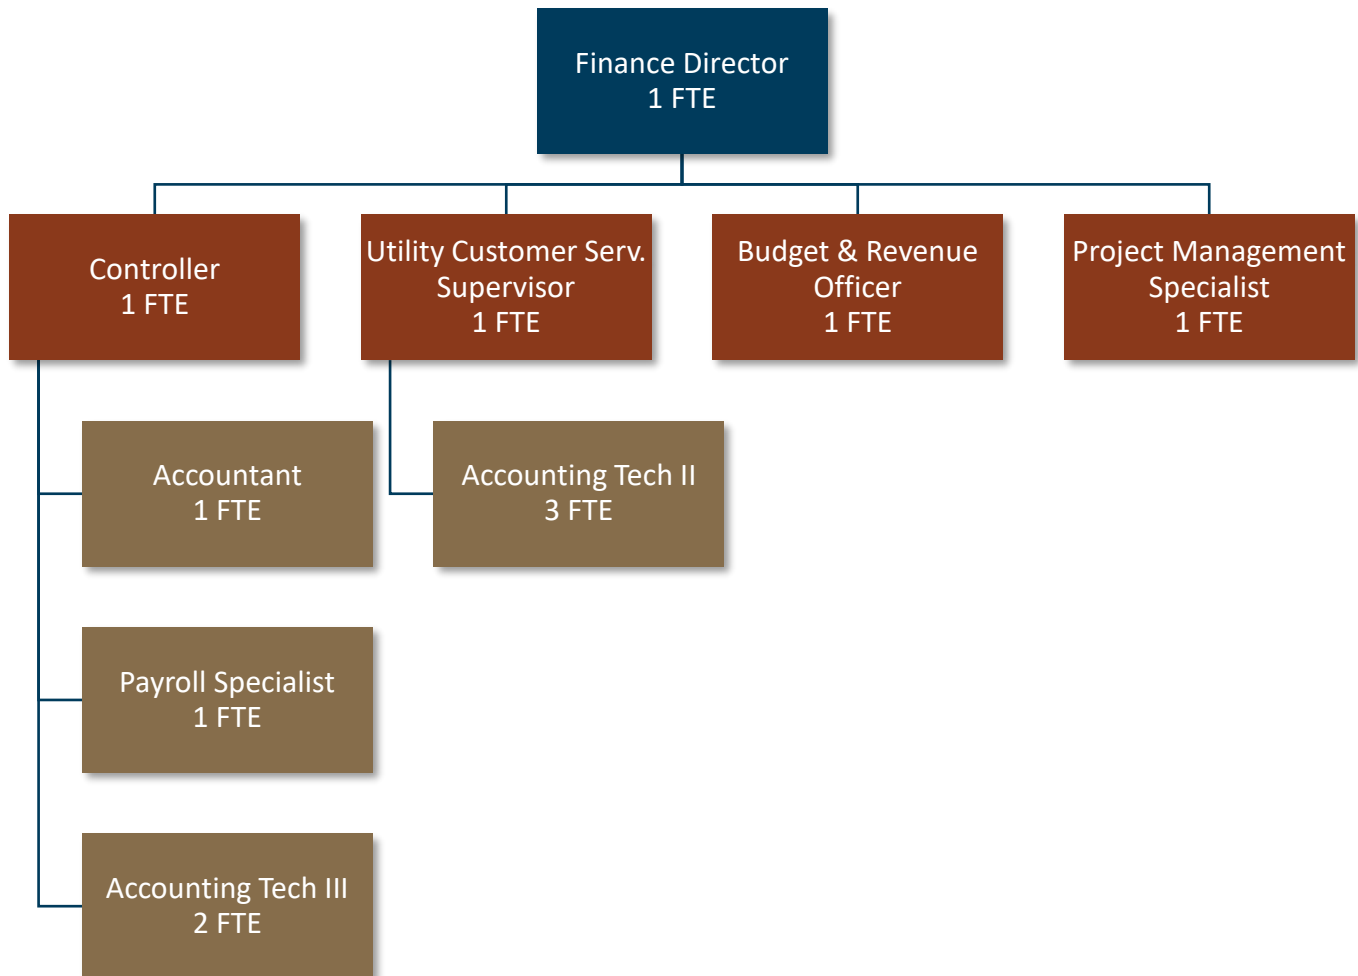 Finance Director
1 FTE
Controller
1 FTE
Utility Customer Serv.
Supervisor
1 FTE
Budget & Revenue
Officer
1 FTE
Project Management
Specialist
1 FTE
Accountant
1 FTE
Accounting Tech II
3 FTE
Payroll Specialist
1 FTE
Accounting Tech III
2 FTE